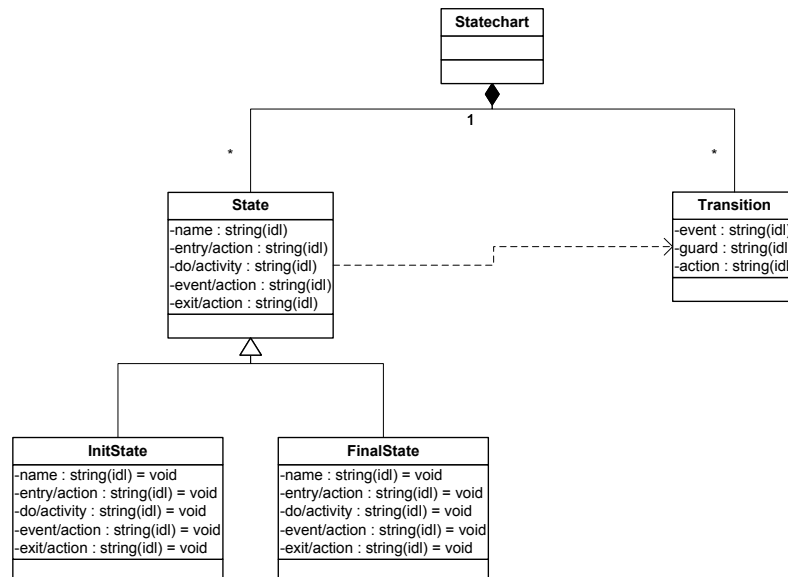 Statechart
1
*
*
State
-name : string(idl)
-entry/action : string(idl)
-do/activity : string(idl)
-event/action : string(idl)
-exit/action : string(idl)
Transition
-event : string(idl)
-guard : string(idl)
-action : string(idl)
InitState
-name : string(idl) = void
-entry/action : string(idl) = void
-do/activity : string(idl) = void
-event/action : string(idl) = void
-exit/action : string(idl) = void
FinalState
-name : string(idl) = void
-entry/action : string(idl) = void
-do/activity : string(idl) = void
-event/action : string(idl) = void
-exit/action : string(idl) = void